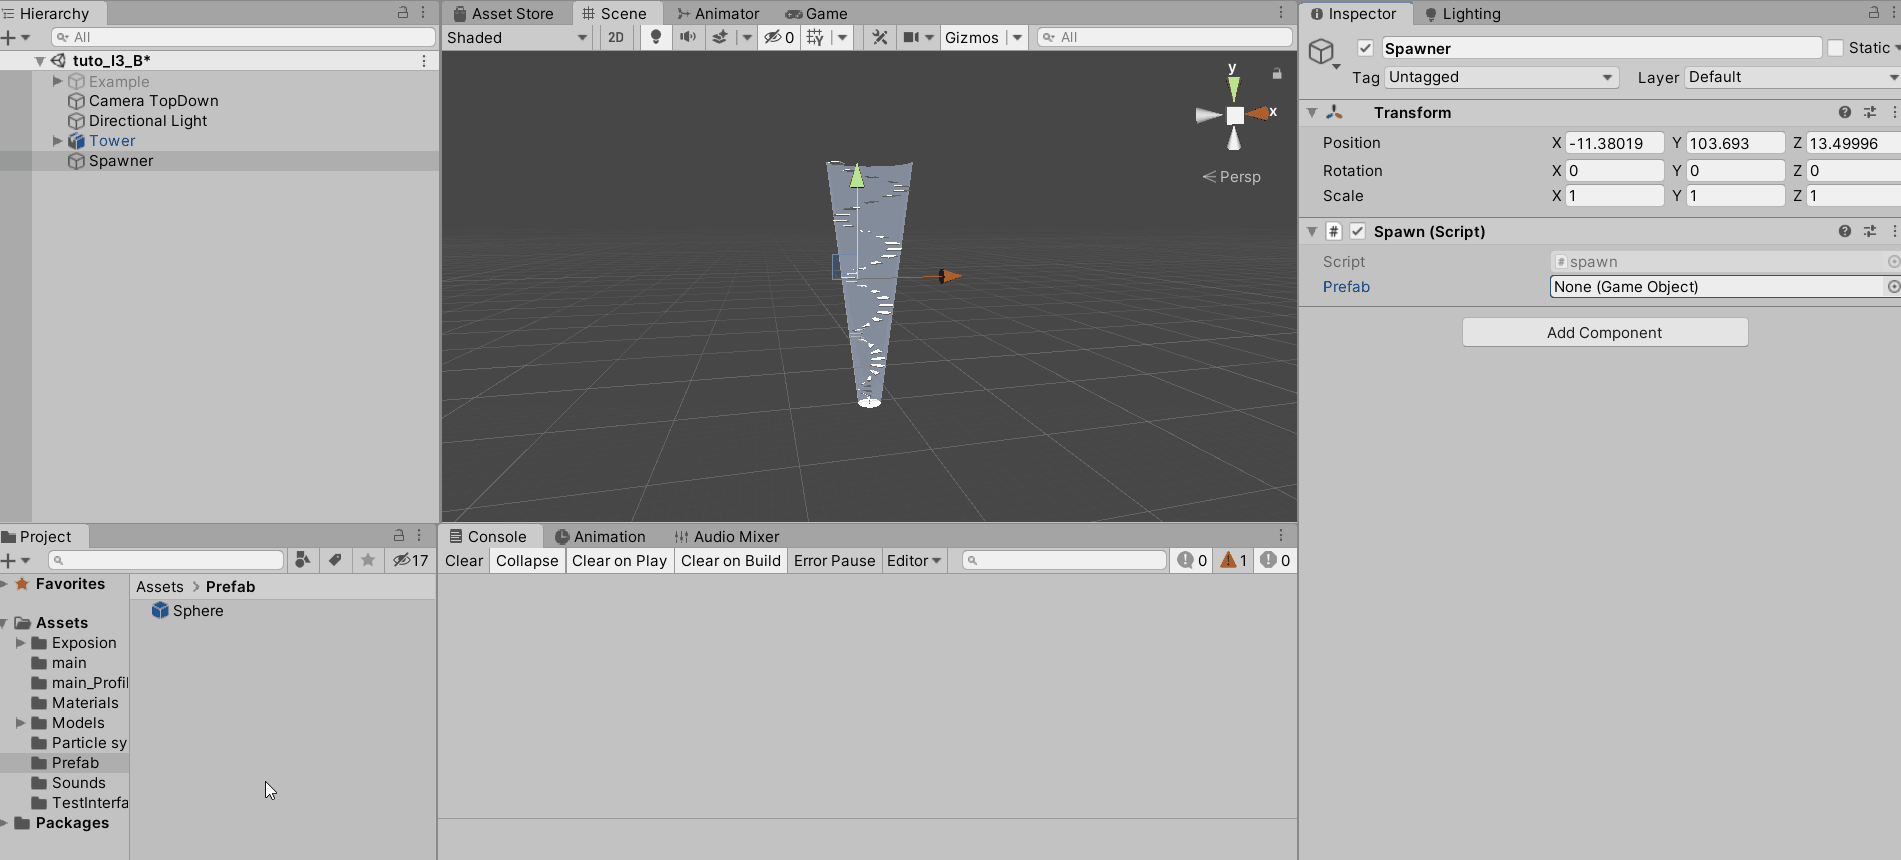 Hierarchy
All
tuto_l3_B*
Example
Camera TopDown
Directional Light
Tower
Spawner
Asset Store
Scene
Animator
Game
Shaded
2D
0
Gizmos
All
y
x
Persp
Inspector
Lighting
Spawner
Static
Tag Untagged
Layer Default
Transform
Position X -11.38019 Y 103.693 Z 13.49996
Rotation X 0 Y 0 Z 0
Scale X 1 Y 1 Z 1
# Spawn (Script)
Script # spawn
Prefab None (Game Object)
Add Component
Project
17
Favorites
Assets
Exposion
main
main_Profil
Materials
Models
Particle sy
Prefab
Sounds
TestInterfa
Packages
Assets > Prefab
Sphere
Console
Animation
Audio Mixer
Clear Collapse Clear on Play Clear on Build Error Pause Editor
0 1 0